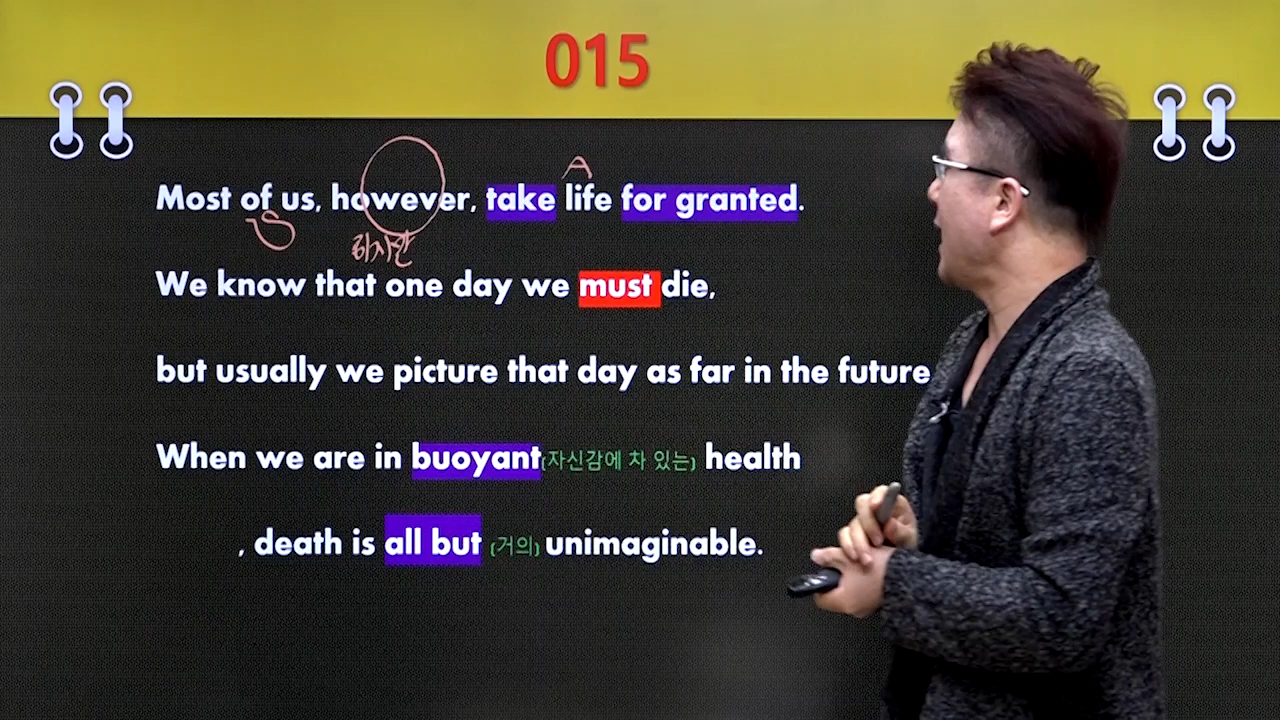 015
A
Most of us, however, take life for granted.
S
하지만
We know that one day we must die,
but usually we picture that day as far in the future
When we are in buoyant(자신감에 차 있는) health
, death is all but (거의) unimaginable.